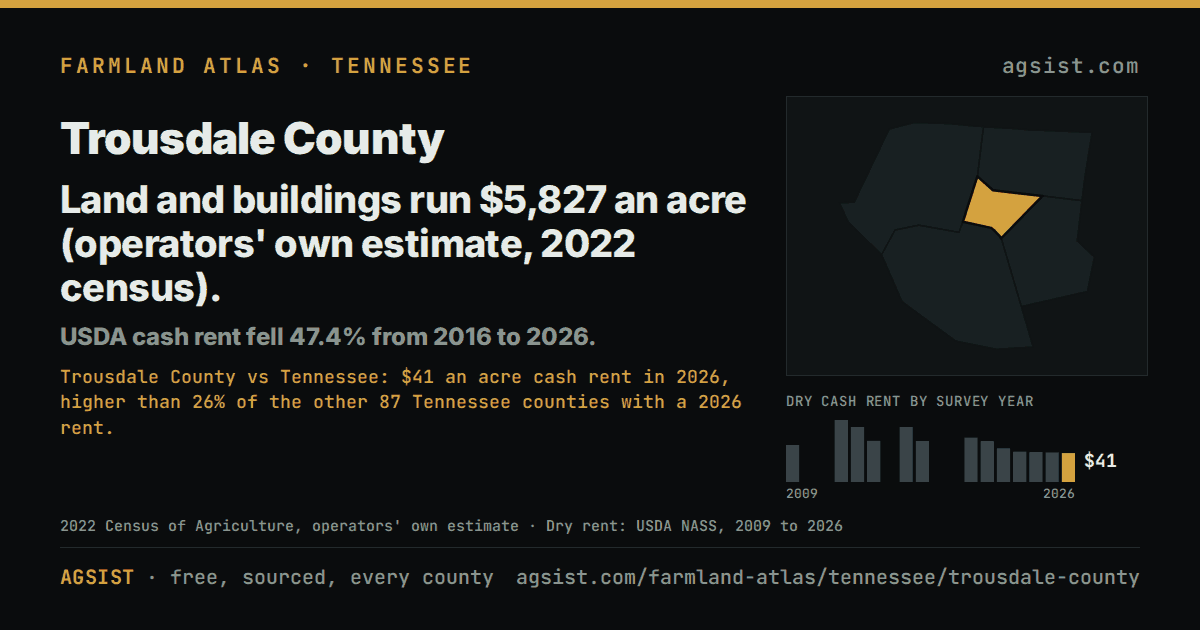 FARMLAND ATLAS · TENNESSEE
agsist.com
Trousdale County
Land and buildings run $5,827 an acre
(operators' own estimate, 2022
census).
USDA cash rent fell 47.4% from 2016 to 2026.
Trousdale County vs Tennessee: $41 an acre cash rent in 2026,
higher than 26% of the other 87 Tennessee counties with a 2026
rent.
DRY CASH RENT BY SURVEY YEAR
$41
2009
2026
2022 Census of Agriculture, operators' own estimate · Dry rent: USDA NASS, 2009 to 2026
AGSIST · free, sourced, every county
agsist.com/farmland-atlas/tennessee/trousdale-county